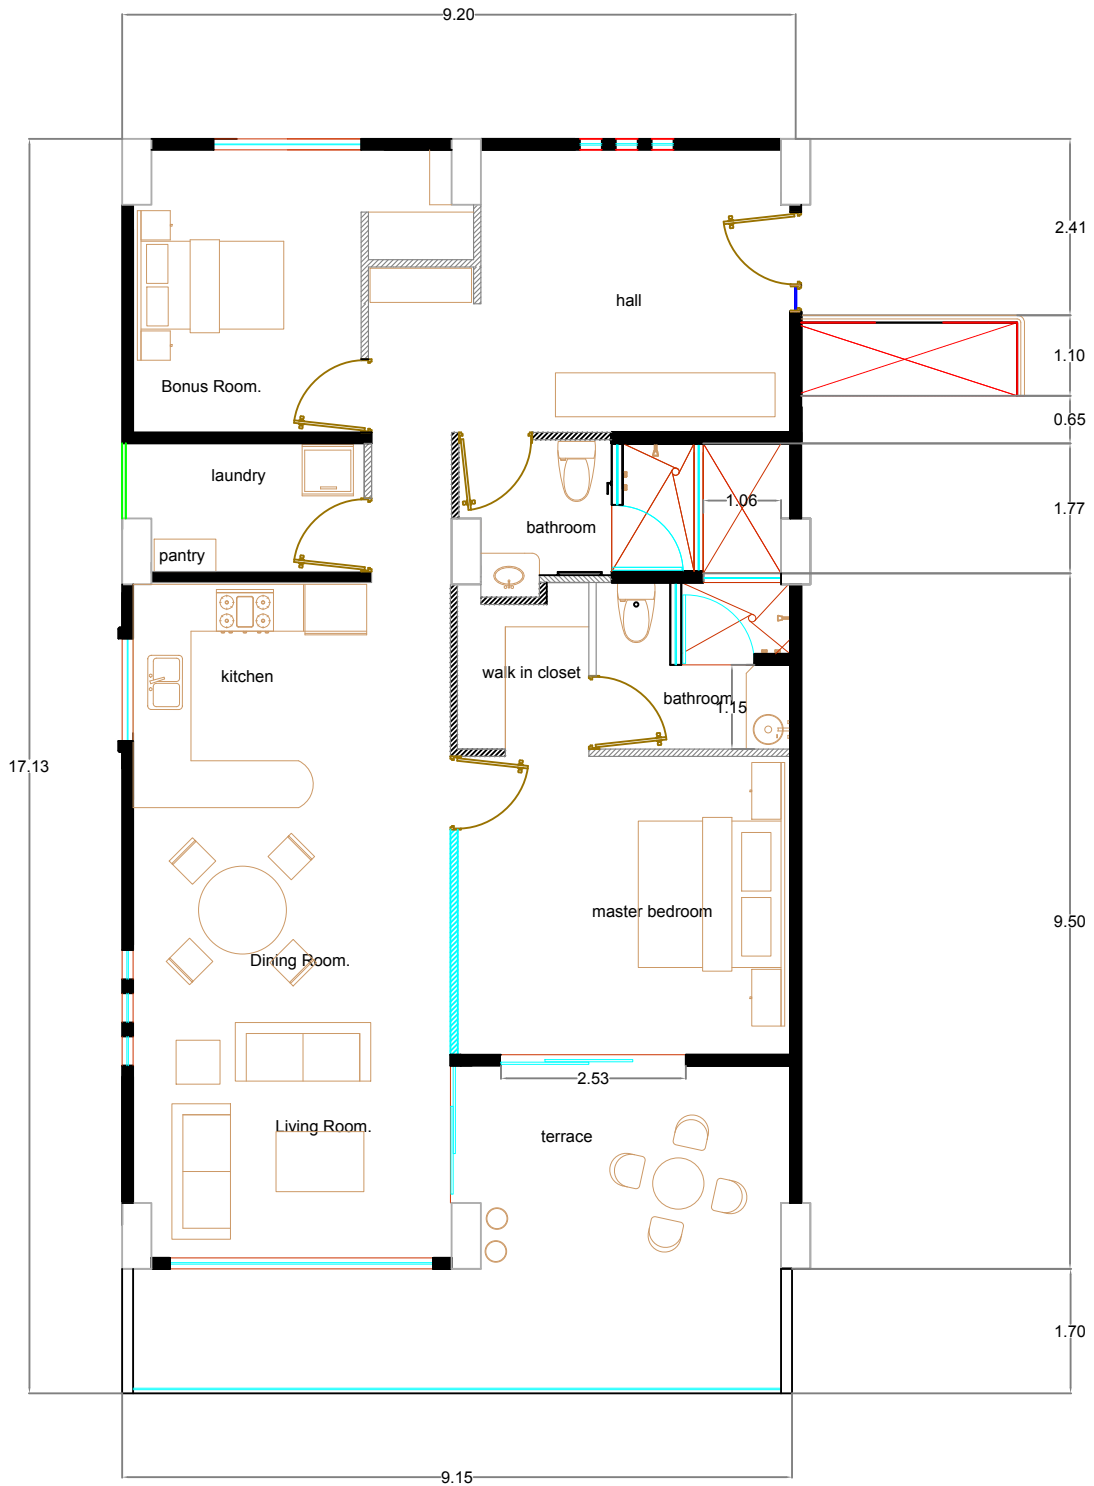 9.20
2.41
hall
1.10
Bonus Room.
0.65
laundry
1.06
1.77
bathroom
pantry
walk in closet
kitchen
bathroom
1.15
17.13
master bedroom
9.50
Dining Room.
2.53
Living Room.
terrace
1.70
9.15